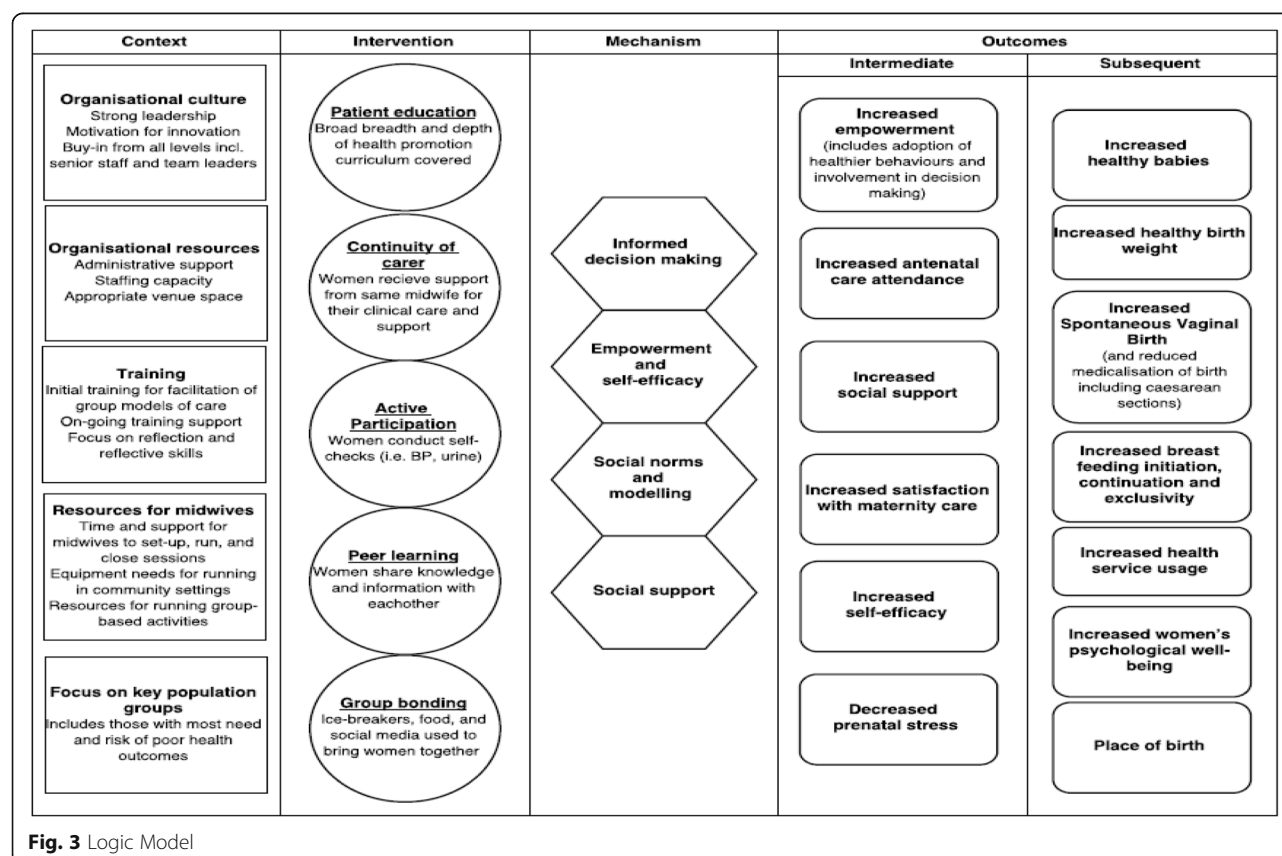 Context
Intervention
Mechanism
Outcomes
Intermediate
Subsequent
Organisational culture
Strong leadership
Motivation for innovation
Buy-in from all levels incl.
senior staff and team leaders
Organisational resources
Administrative support
Staffing capacity
Appropriate venue space
Training
Initial training for facilitation of
group models of care
On-going training support
Focus on reflection and
reflective skills
Resources for midwives
Time and support for
midwives to set-up, run, and
close sessions
Equipment needs for running
in community settings
Resources for running group-
based activities
Focus on key population
groups
Includes those with most need
and risk of poor health
outcomes
Patient education
Broad breadth and depth
of health promotion
curriculum covered
Continuity of
carer
Women recieve support
from same midwife for
their clinical care and
support
Active
Participation
Women conduct self-
checks (i.e. BP, urine)
Peer learning
Women share knowledge
and information with
eachother
Group bonding
Ice-breakers, food, and
social media used to
bring women together
Informed
decision making
Empowerment
and
self-efficacy
Social norms
and
modelling
Social support
Increased
empowerment
(includes adoption of
healthier behaviours and
involvement in decision
making)
Increased antenatal
care attendance
Increased
social support
Increased satisfaction
with maternity care
Increased
self-efficacy
Decreased
prenatal stress
Increased
healthy babies
Increased healthy birth
weight
Increased
Spontaneous Vaginal
Birth
(and reduced
medicalisation of birth
including caesarean
sections)
Increased breast
feeding initiation,
continuation and
exclusivity
Increased health
service usage
Increased women's
psychological well-
being
Place of birth
Fig. 3 Logic Model